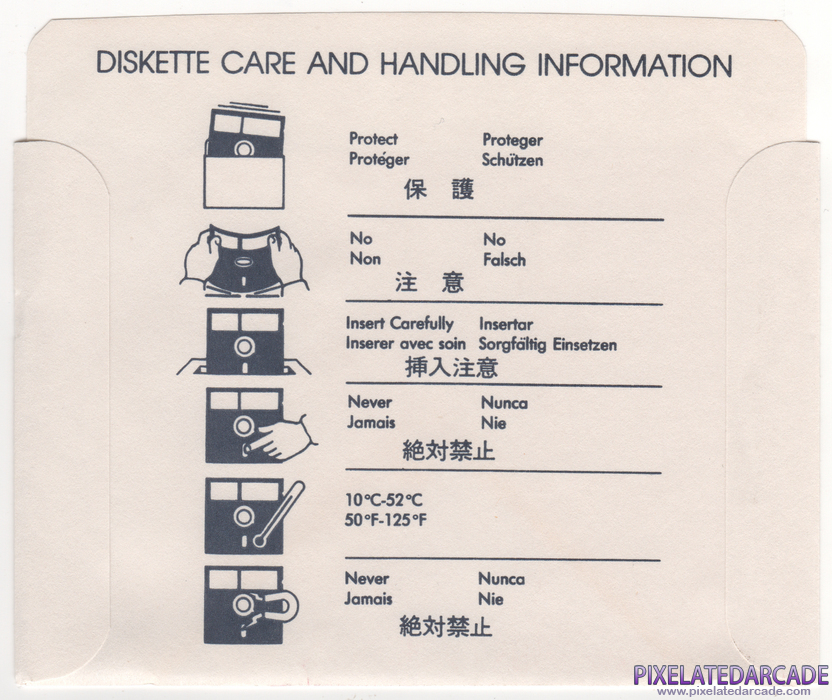 DISKETTE CARE AND HANDLING INFORMATION
Protect Proteger
Protéger Schützen
保 護
No No
Non Falsch
注 意
Insert Carefully Insertar
Inserer avec soin Sorgfältig Einsetzen
挿入注意
Never Nunca
Jamais Nie
絶対禁止
10°C-52°C
50°F-125°F
Never Nunca
Jamais Nie
絶対禁止
PIXELATEDARCADE
www.pixelatedarcade.com